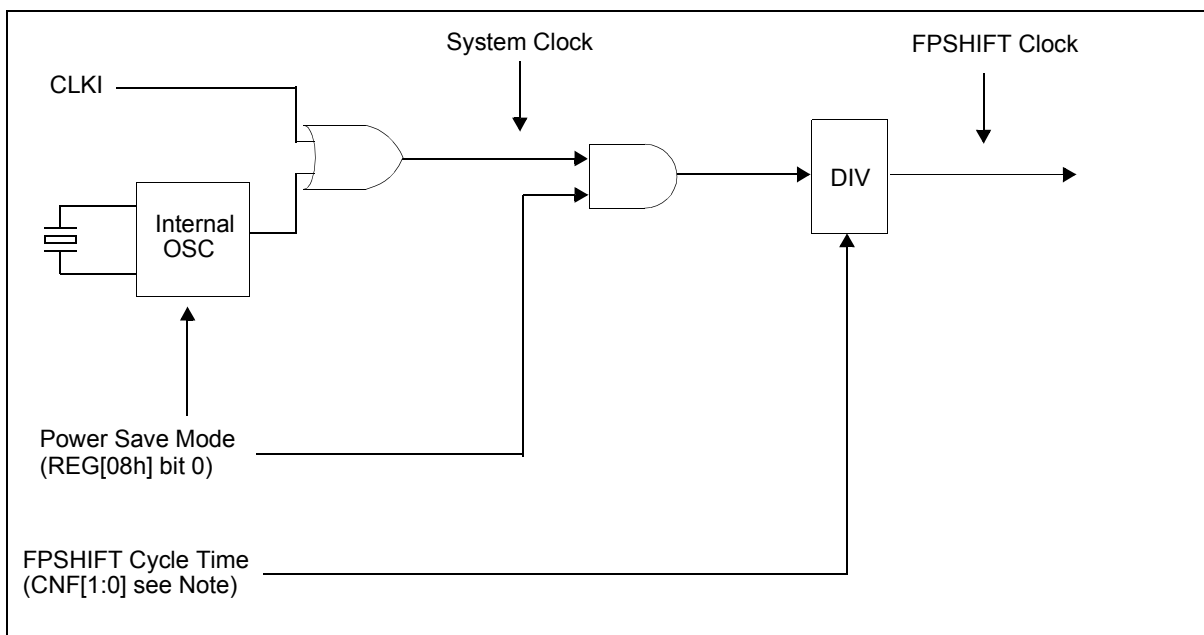 System Clock
FPSHIFT Clock
CLKI
Internal
OSC
DIV
Power Save Mode
(REG[08h] bit 0)
FPSHIFT Cycle Time
(CNF[1:0] see Note)